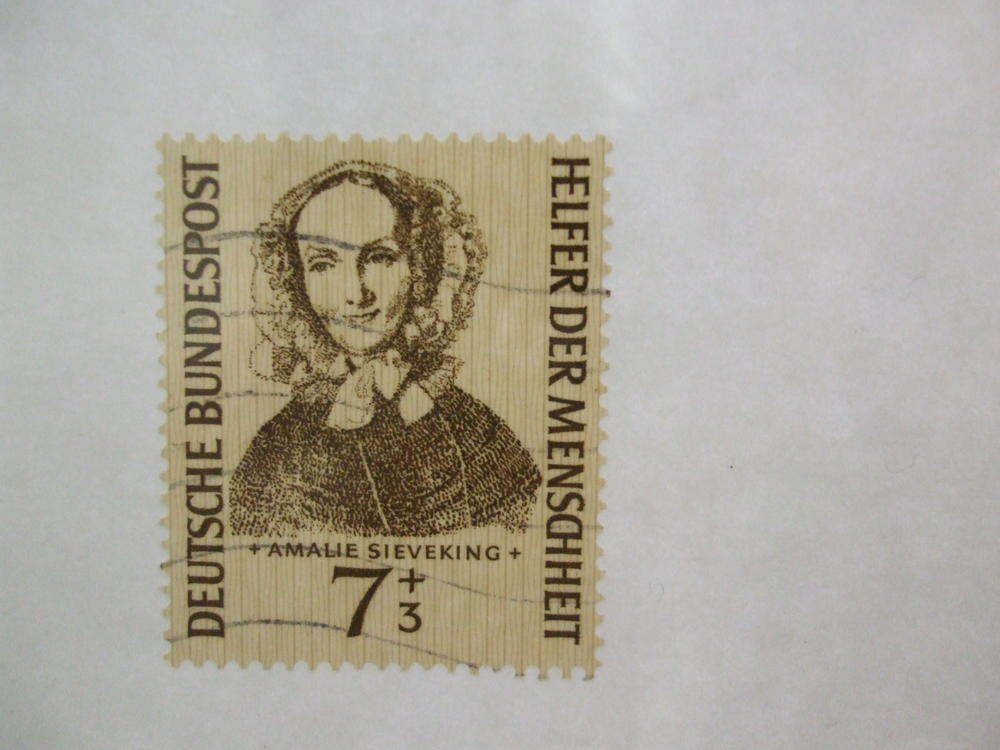 DEUTSCHE BUNDESPOST
HELFER DER MENSCHHEIT
+ AMALIE SIEVEKING +
7 + 3